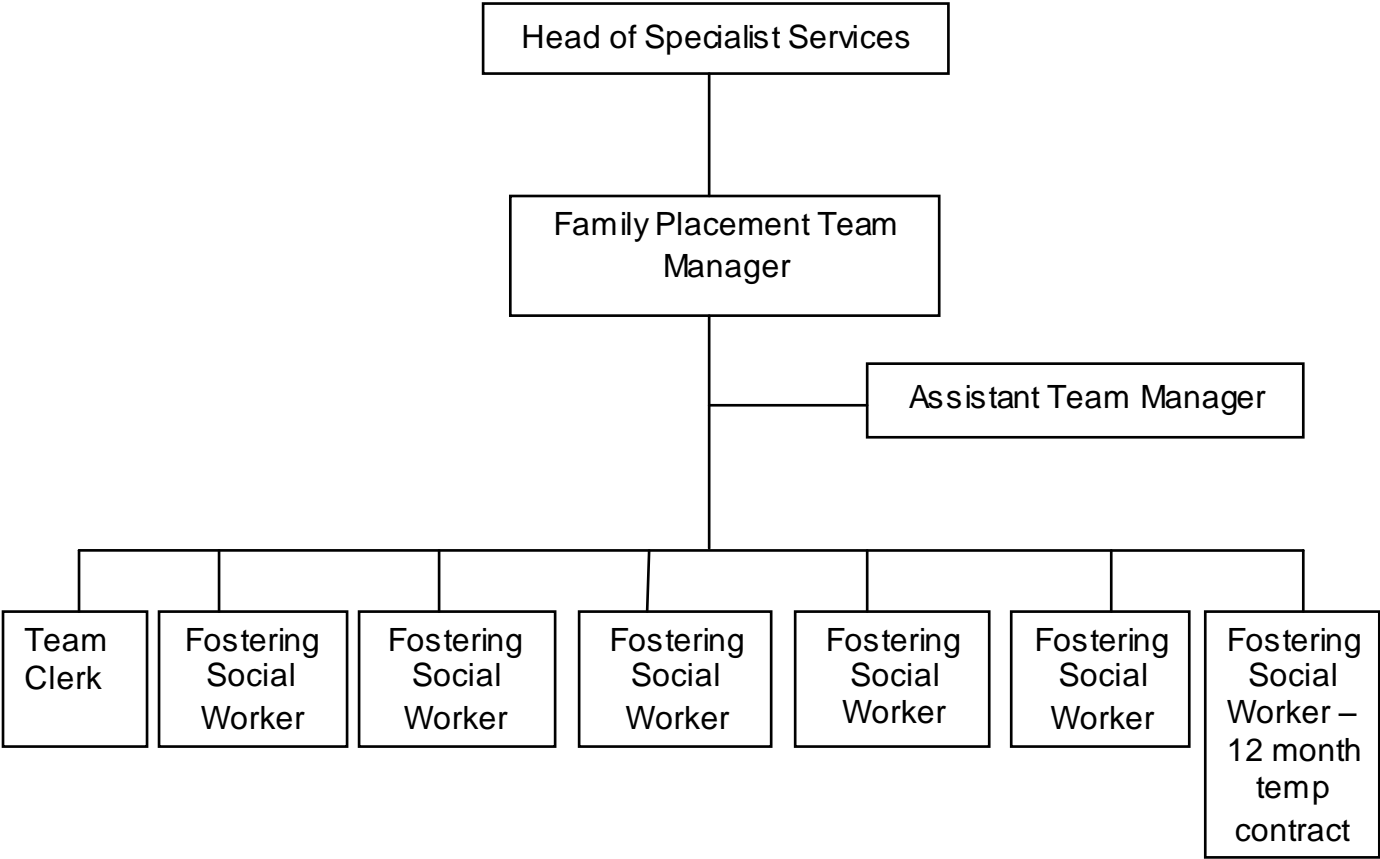 Head of Specialist Services
Family Placement Team
Manager
Assistant Team Manager
Team
Clerk
Fostering
Social
Worker
Fostering
Social
Worker
Fostering
Social
Worker
Fostering
Social
Worker
Fostering
Social
Worker
Fostering
Social
Worker –
12 month
temp
contract